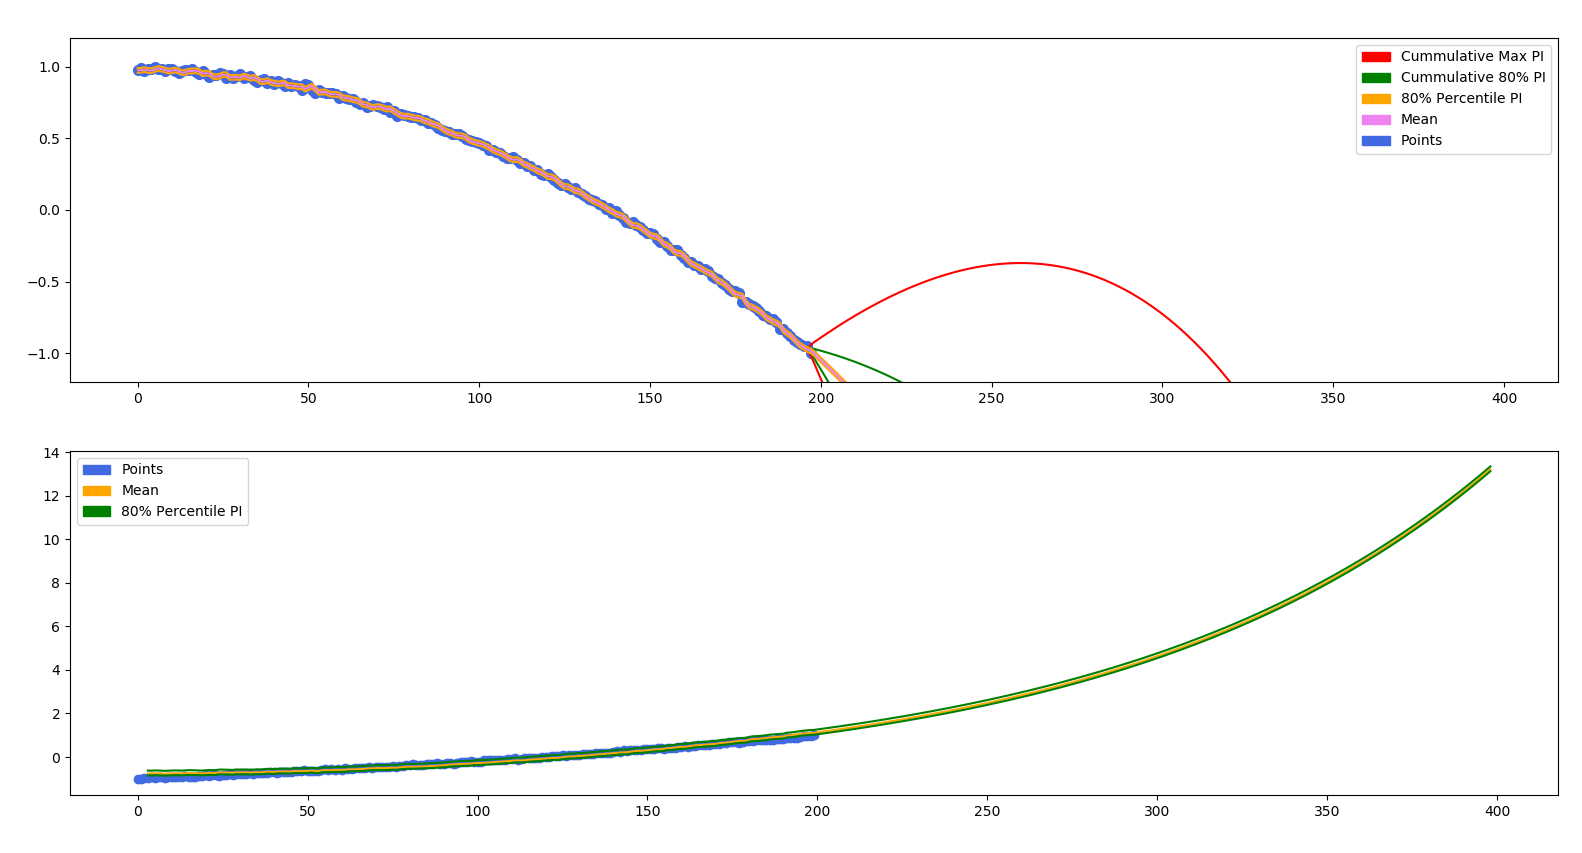 1.0
0.5
0.0
−0.5
−1.0
Cummulative Max PI
Cummulative 80% PI
80% Percentile PI
Mean
Points
0 50 100 150 200 250 300 350 400
14
12
10
8
6
4
2
0
Points
Mean
80% Percentile PI
0 50 100 150 200 250 300 350 400